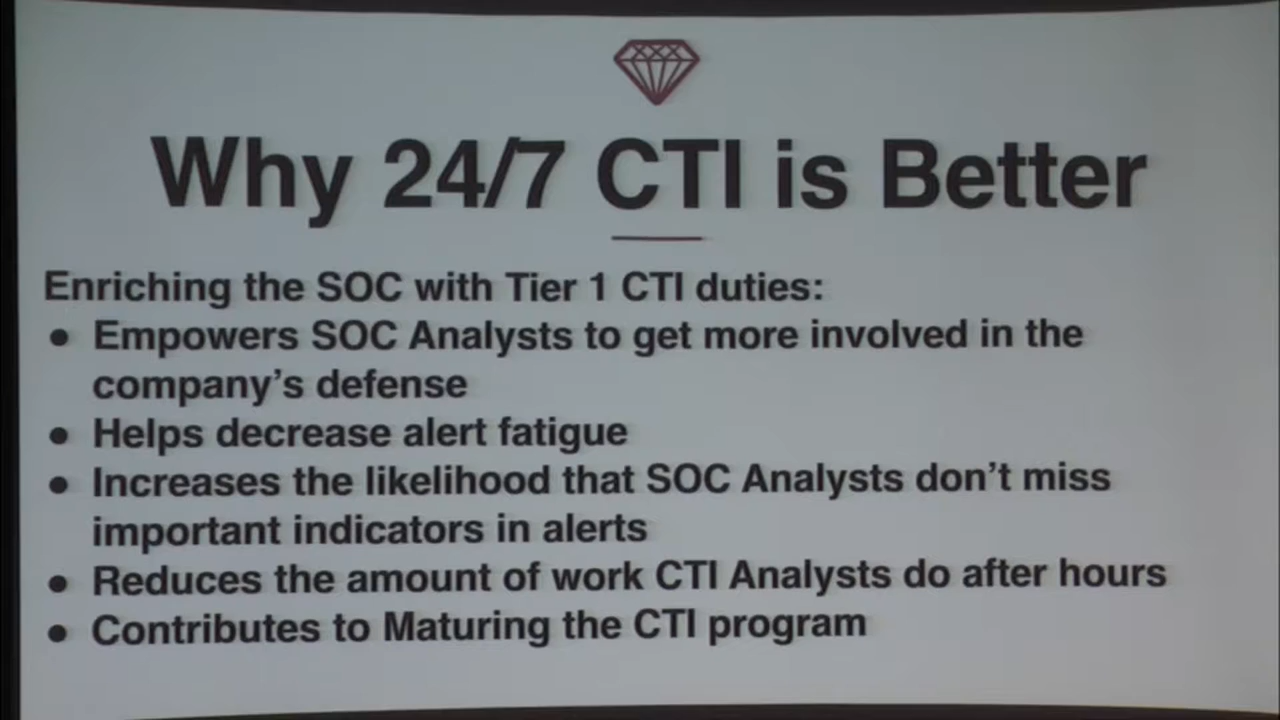 Why 24/7 CTI is Better
Enriching the SOC with Tier 1 CTI duties:
● Empowers SOC Analysts to get more involved in the
company's defense
● Helps decrease alert fatigue
● Increases the likelihood that SOC Analysts don't miss
important indicators in alerts
● Reduces the amount of work CTI Analysts do after hours
● Contributes to Maturing the CTI program